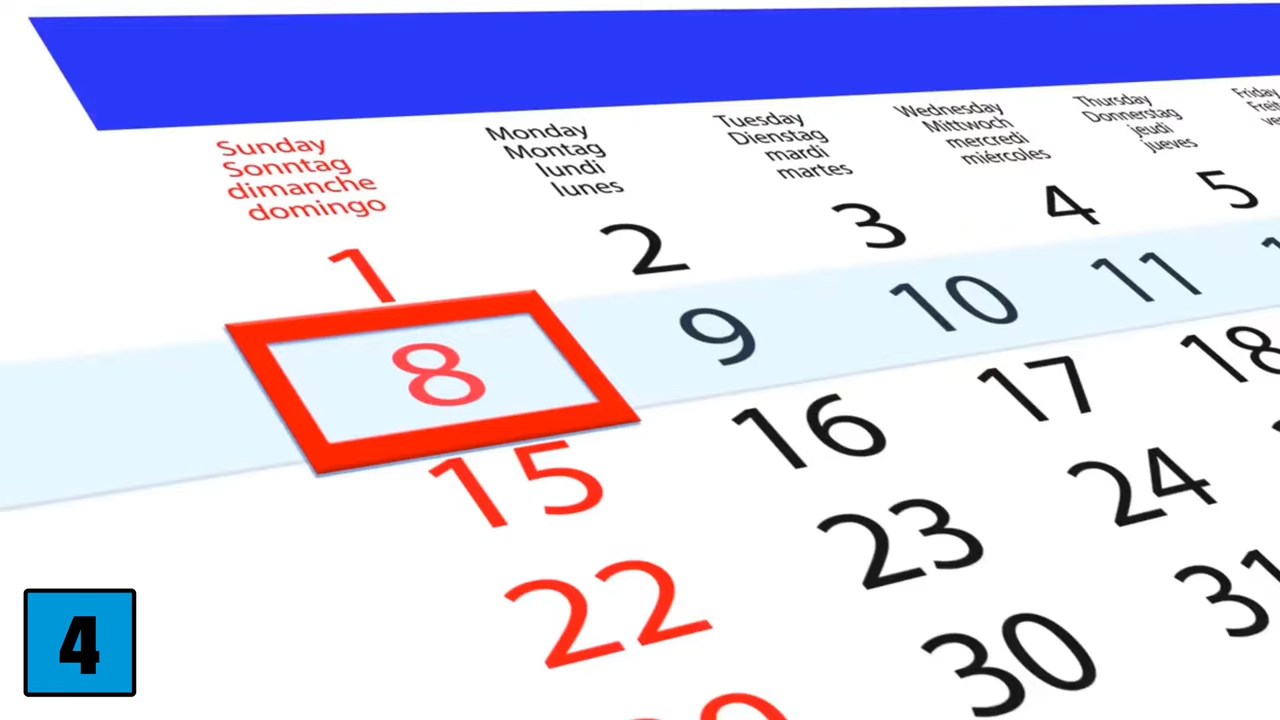 Sunday Monday Tuesday Wednesday Thursday Friday
Sonntag Montag Dienstag Mittwoch Donnerstag
dimanche lundi mardi mercredi jeudi
domingo lunes martes miércoles jueves
1 2 3 4 5
8 9 10 11
15 16 17 18
22 23 24
30 31
4